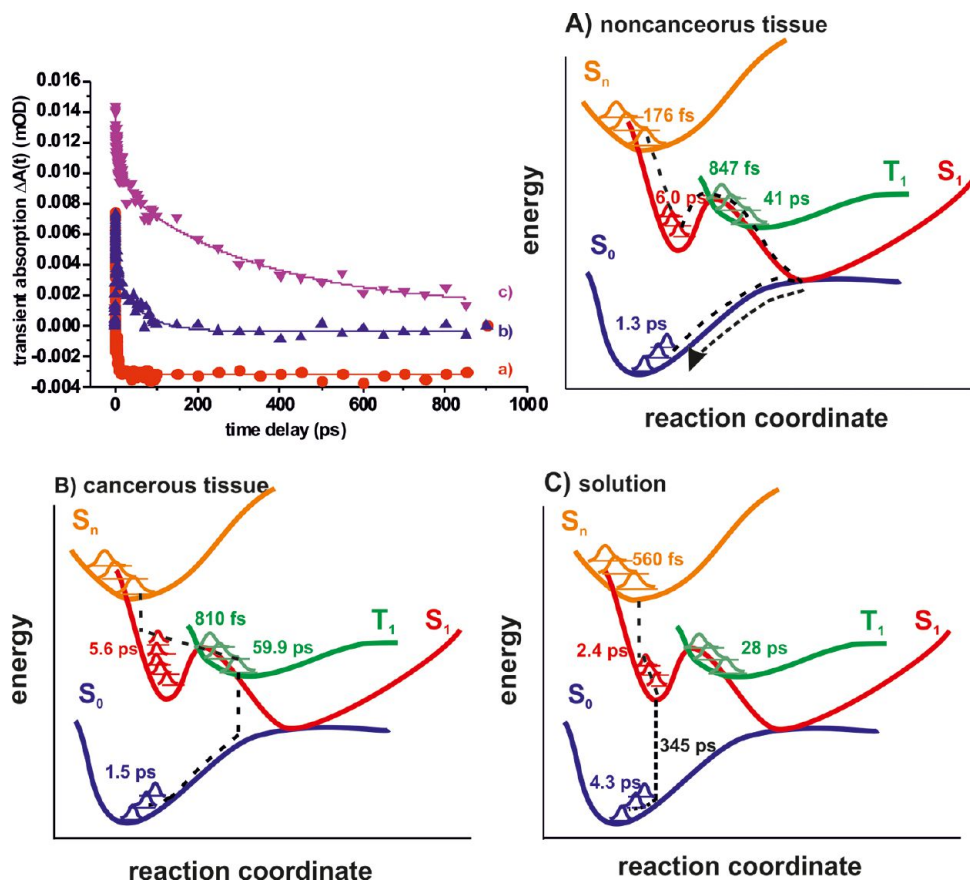 0.016
0.014
0.012
0.010
0.008
0.006
0.004
0.002
0.000
-0.002
-0.004
transient absorption ΔA(t) (mOD)
c)
b)
a)
0 200 400 600 800 1000
time delay (ps)
A) noncanceorus tissue
Sn
176 fs
847 fs
T1
S1
6.0 ps
41 ps
S0
1.3 ps
energy
reaction coordinate
B) cancerous tissue
Sn
810 fs
T1
S1
5.6 ps
59.9 ps
S0
1.5 ps
energy
reaction coordinate
C) solution
Sn
560 fs
T1
S1
2.4 ps
28 ps
S0
345 ps
4.3 ps
energy
reaction coordinate